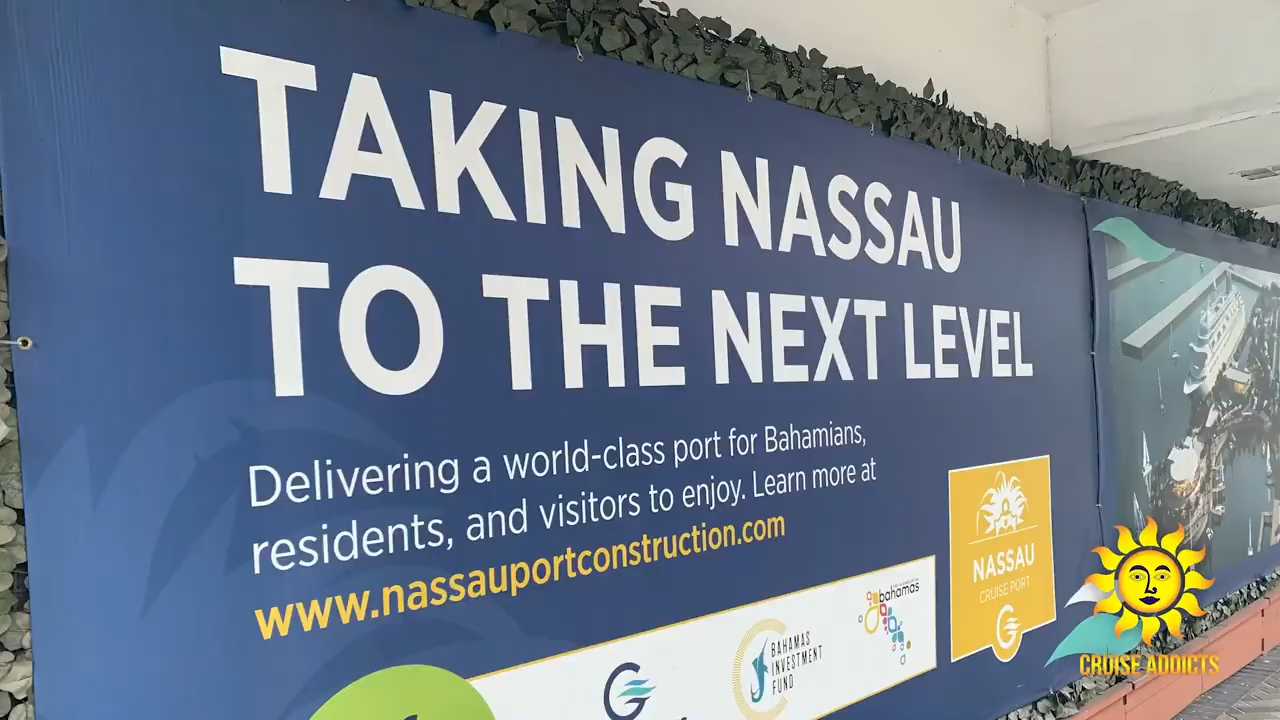 TAKING NASSAU
TO THE NEXT LEVEL
Delivering a world-class port for Bahamians,
residents, and visitors to enjoy. Learn more at
www.nassauportconstruction.com
NASSAU
CRUISE PORT
bahamas
BAHAMAS
INVESTMENT
FUND
CRUISE ADDICTS